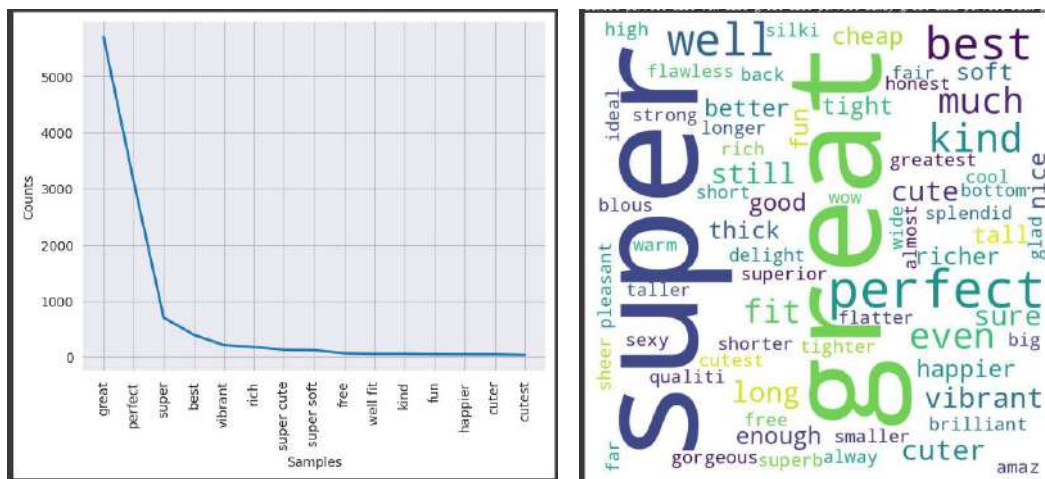 5000
4000
3000
2000
1000
0
Counts
great
perfect
super
best
vibrant
rich
super cute
super soft
free
well fit
kind
fun
happier
cuter
cutest
Samples
high
well
silki
cheap
best
flawless
back
fair
soft
honest
ideal
super
great
strong
better
fun
tight
much
longer
rich
kind
still
greatest
cool
short
good
wow
cute
bottom
nice
blous
thick
wide
almost
splendid
glad
warm
delight
tall
superior
richer
taller
perfect
sheer
pleasant
fit
flatter
sure
sexy
shorter
tighter
even
big
cutest
qualiti
long
happier
free
vibrant
enough
smaller
brilliant
far
gorgeous
superb
alway
cuter
amaz